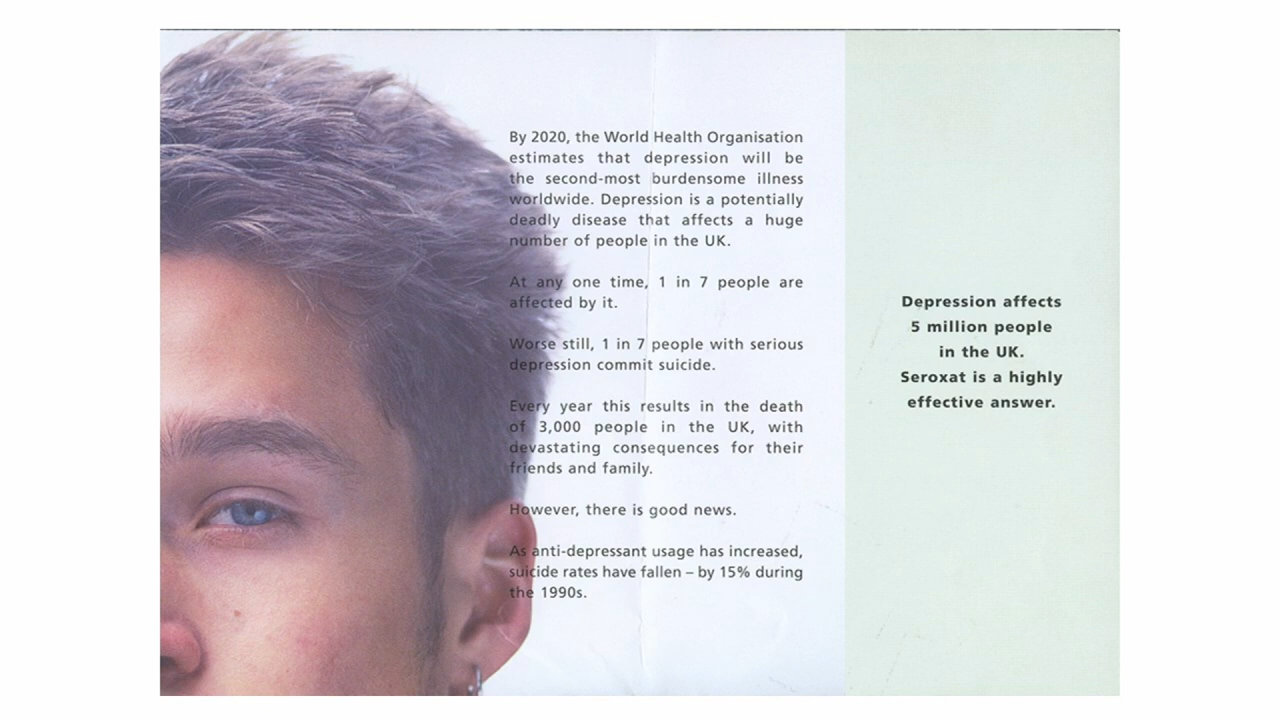 By 2020, the World Health Organisation
estimates that depression will be
the second-most burdensome illness
worldwide. Depression is a potentially
deadly disease that affects a huge
number of people in the UK.
At any one time, 1 in 7 people are
affected by it.
Worse still, 1 in 7 people with serious
depression commit suicide.
Every year this results in the death
of 3,000 people in the UK, with
devastating consequences for their
friends and family.
However, there is good news.
As anti-depressant usage has increased,
suicide rates have fallen – by 15% during
the 1990s.
Depression affects
5 million people
in the UK.
Seroxat is a highly
effective answer.